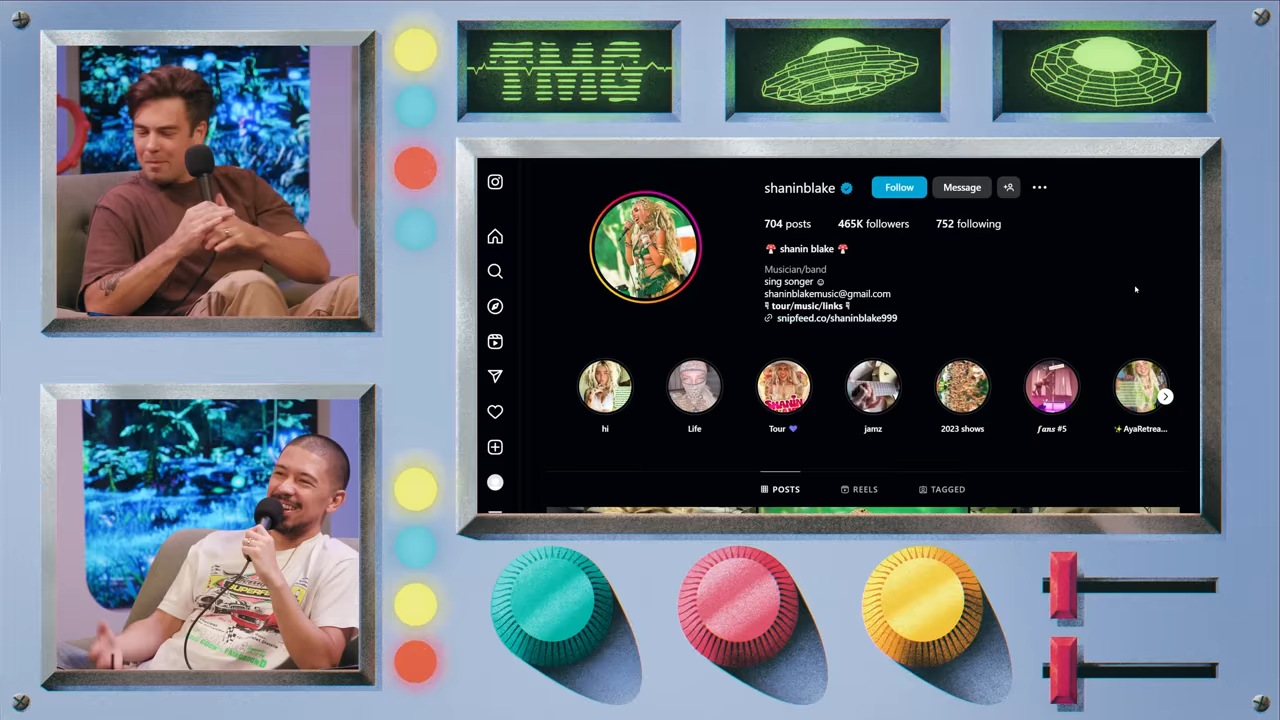 TMG
shaninblake
Follow
Message
704 posts 465K followers 752 following
🍄 shanin blake 🍄
Musician/band
sing songer ☺
shaninblakemusic@gmail.com
👇 tour/music/links 👇
snipfeed.co/shaninblake999
hi
Life
Tour 💜
jamz
2023 shows
fans #5
✨AyaRetrea...
POSTS
REELS
TAGGED
SHANIN